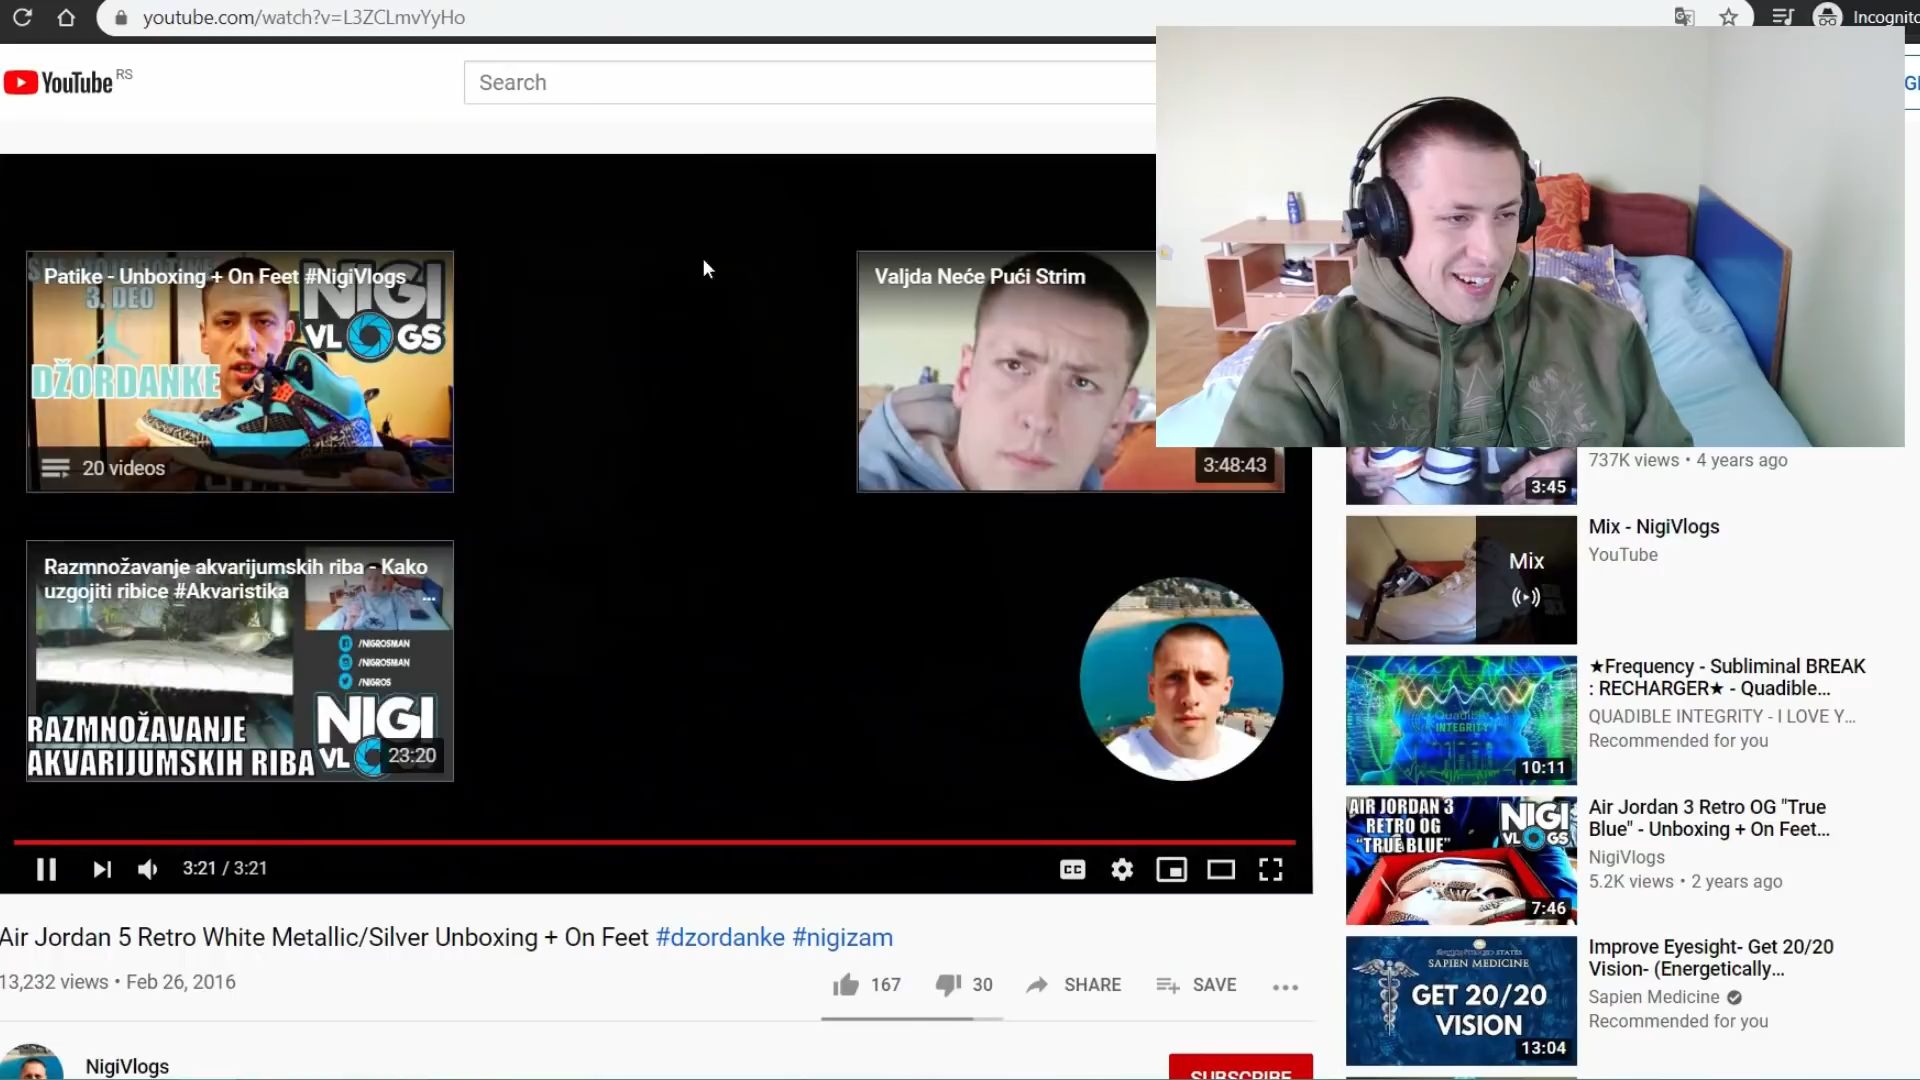 youtube.com/watch?v=L3ZCLmvYyHo
Incognito
YouTube RS
Search
Patike - Unboxing + On Feet #NigiVlogs
3. DEO
DŽORDANKE
NIGI
VLOGS
20 videos
Valjda Neće Pući Strim
3:48:43
Razmnožavanje akvarijumskih riba - Kako
uzgojiti ribice #Akvaristika
/NIGROSMAN
/NIGROSMAN
/NIGROS
RAZMNOŽAVANJE
AKVARIJUMSKIH RIBA
NIGI
23:20
3:21 / 3:21
CC
Air Jordan 5 Retro White Metallic/Silver Unboxing + On Feet #dzordanke #nigizam
13,232 views • Feb 26, 2016
167
30
SHARE
SAVE
NigiVlogs
SUBSCRIBE
737K views • 4 years ago
3:45
Mix - NigiVlogs
YouTube
Mix
★Frequency - Subliminal BREAK
: RECHARGER★ - Quadible...
QUADIBLE INTEGRITY - I LOVE Y...
Recommended for you
INTEGRITY
10:11
AIR JORDAN 3
RETRO OG
"TRUE BLUE"
NIGI
VLOGS
7:46
Air Jordan 3 Retro OG "True
Blue" - Unboxing + On Feet...
NigiVlogs
5.2K views • 2 years ago
SAPIEN MEDICINE
GET 20/20
VISION
13:04
Improve Eyesight- Get 20/20
Vision- (Energetically...
Sapien Medicine
Recommended for you